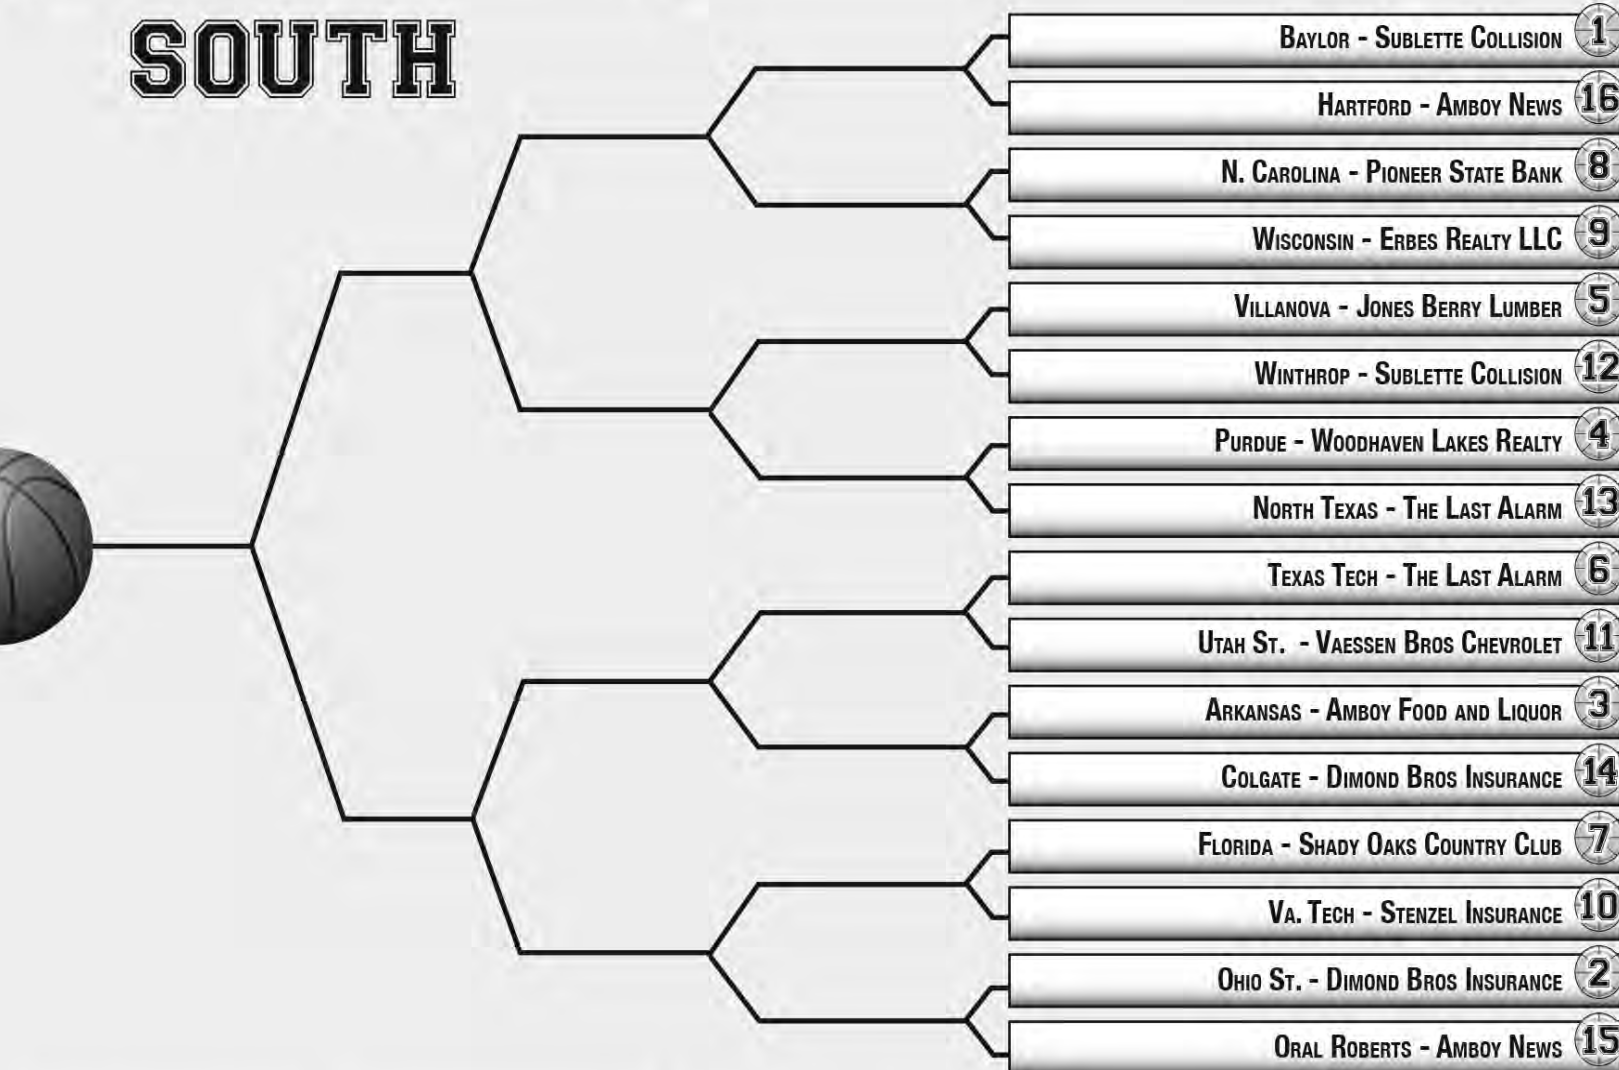 SOUTH
Baylor - Sublette Collision 1
Hartford - Amboy News 16
N. Carolina - Pioneer State Bank 8
Wisconsin - Erbes Realty LLC 9
Villanova - Jones Berry Lumber 5
Winthrop - Sublette Collision 12
Purdue - Woodhaven Lakes Realty 4
North Texas - The Last Alarm 13
Texas Tech - The Last Alarm 6
Utah St. - Vaessen Bros Chevrolet 11
Arkansas - Amboy Food and Liquor 3
Colgate - Dimond Bros Insurance 14
Florida - Shady Oaks Country Club 7
Va. Tech - Stenzel Insurance 10
Ohio St. - Dimond Bros Insurance 2
Oral Roberts - Amboy News 15